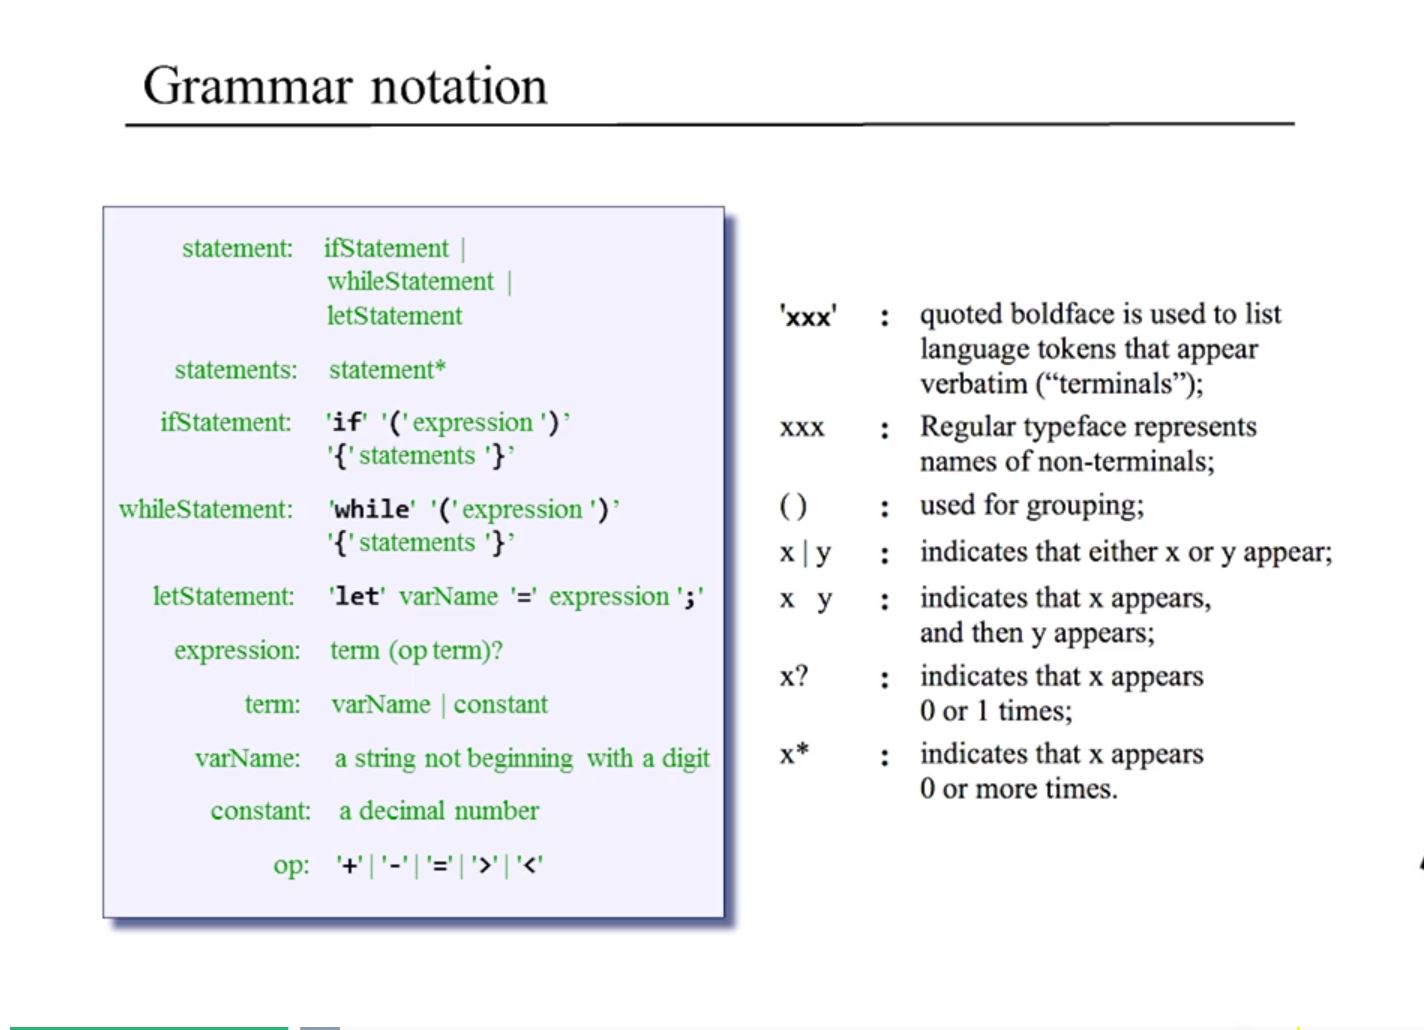 Grammar notation
statement: ifStatement |
whileStatement |
letStatement
statements: statement*
ifStatement: 'if' '(' expression ')’
'{' statements '}’
whileStatement: 'while' '(' expression ')’
'{' statements '}’
letStatement: 'let' varName '=' expression ';'
expression: term (op term)?
term: varName | constant
varName: a string not beginning with a digit
constant: a decimal number
op: '+' | '-' | '=' | '>' | '<'
'xxx' : quoted boldface is used to list
language tokens that appear
verbatim (“terminals”);
xxx : Regular typeface represents
names of non-terminals;
( ) : used for grouping;
x | y : indicates that either x or y appear;
x y : indicates that x appears,
and then y appears;
x? : indicates that x appears
0 or 1 times;
x* : indicates that x appears
0 or more times.